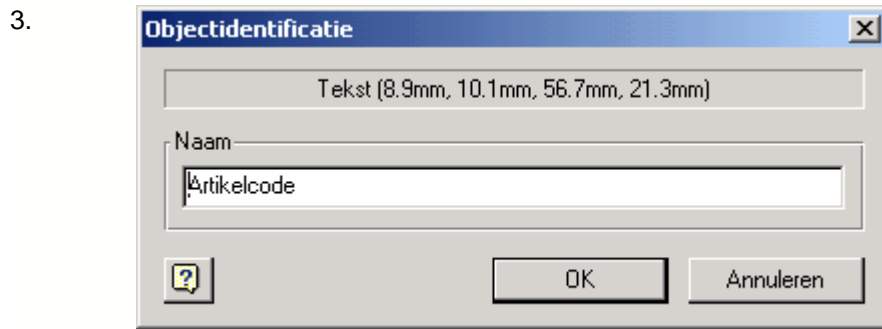 3.
Objectidentificatie
Tekst (8.9mm, 10.1mm, 56.7mm, 21.3mm)
Naam
Artikelcode
OK Annuleren